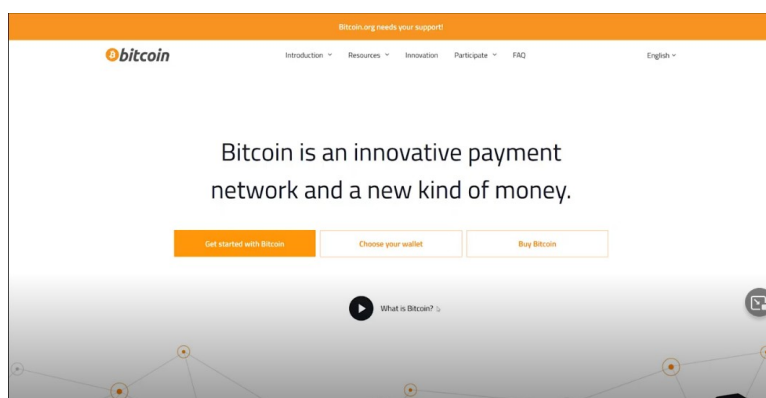 Bitcoin.org needs your support!
bitcoin
Introduction Resources Innovation Participate FAQ English
Bitcoin is an innovative payment
network and a new kind of money.
Get started with Bitcoin Choose your wallet Buy Bitcoin
What is Bitcoin?